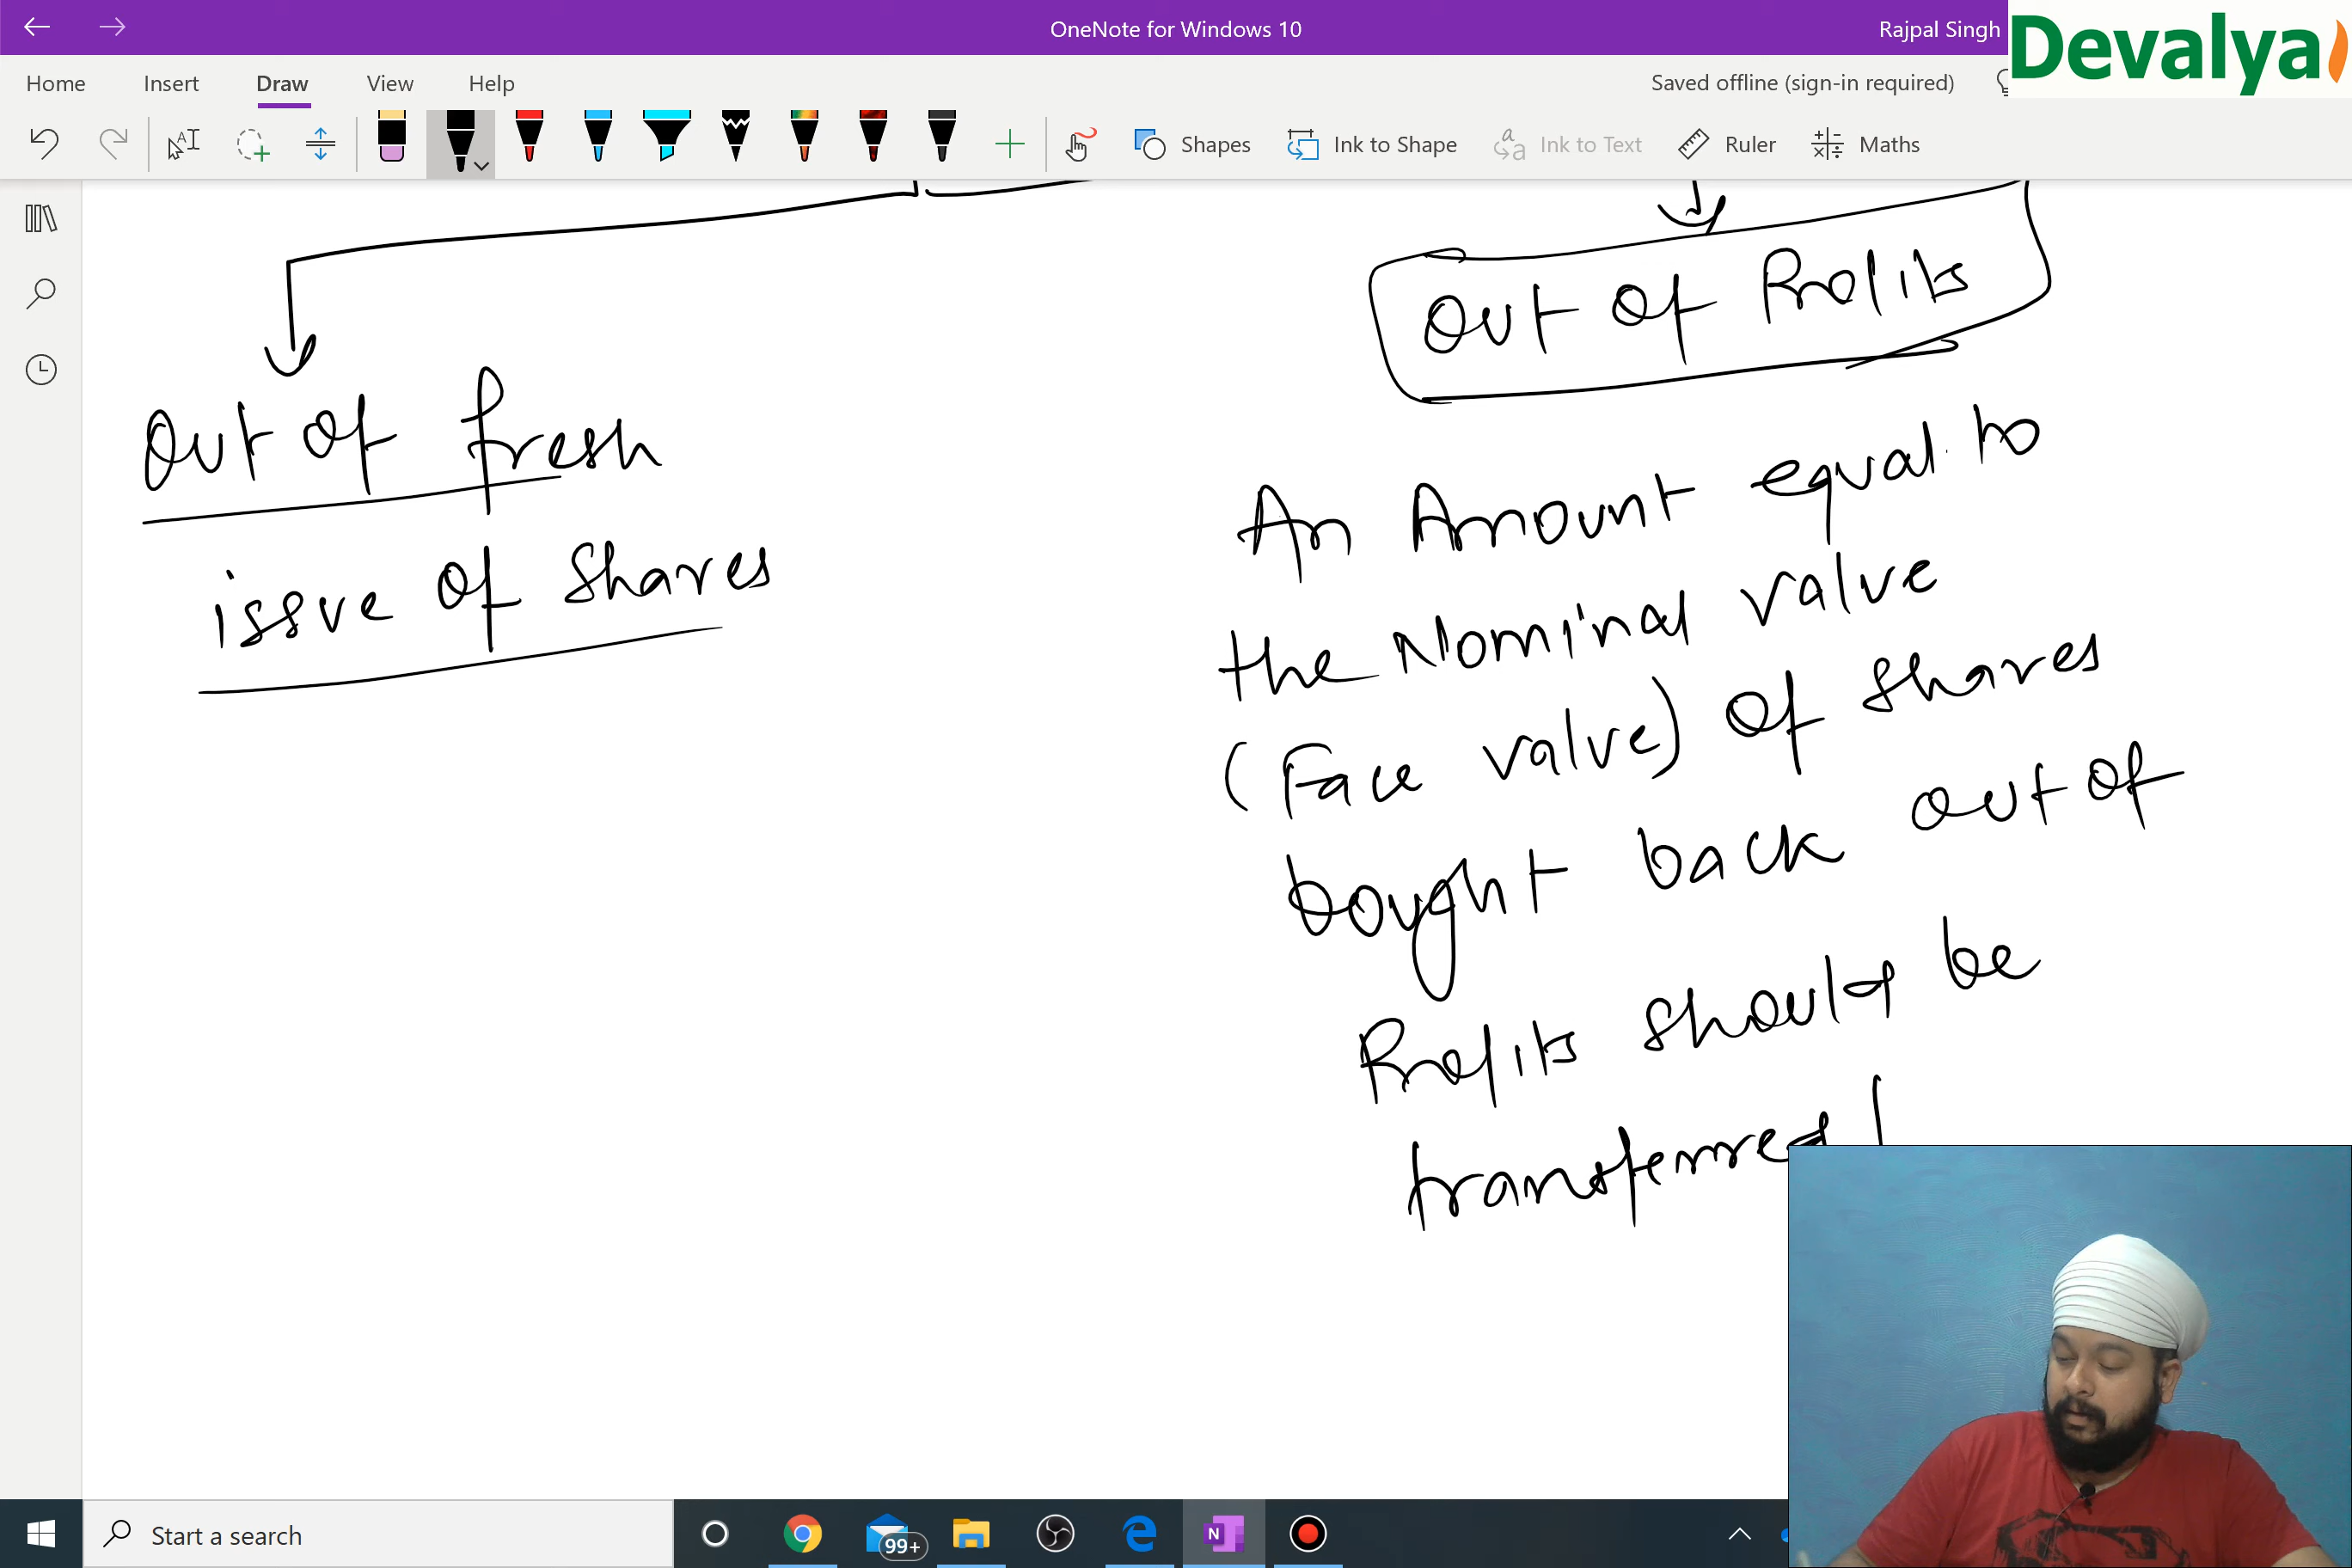 OneNote for Windows 10
Rajpal Singh
Devalya
Home Insert Draw View Help
Saved offline (sign-in required)
Shapes Ink to Shape Ink to Text Ruler Maths
Out of Profits
Out of fresh
issue of shares
An Amount equal to
the Nominal value
(Face value) of shares
bought back out of
Profits should be
transferred
Start a search
99+
N